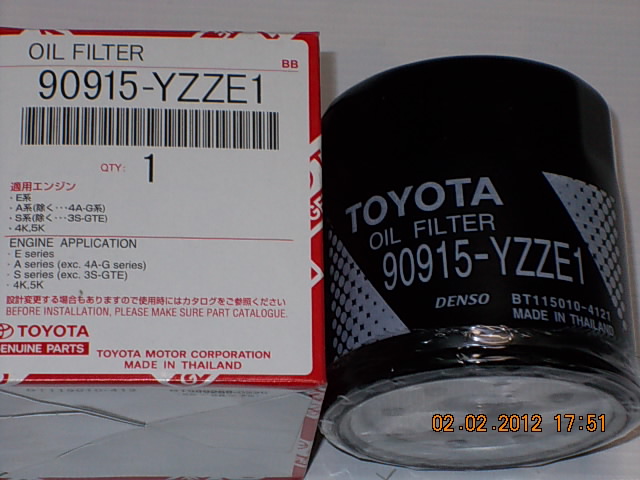 OIL FILTER
BB
90915-YZZE1
QTY: 1
適用エンジン
・E系
・A系(除く・・・4A-G系)
・S系(除く・・・3S-GTE)
・4K,5K
ENGINE APPLICATION
・E series
・A series (exc. 4A-G series)
・S series (exc. 3S-GTE)
・4K,5K
設計変更する場合もありますので使用時にはカタログをご参照ください
BEFORE INSTALLATION, PLEASE MAKE SURE PART CATALOGUE.
TOYOTA
GENUINE PARTS
TOYOTA MOTOR CORPORATION
MADE IN THAILAND
TOYOTA
OIL FILTER
90915-YZZE1
DENSO
BT115010-4121
MADE IN THAILAND
02.02.2012 17:51